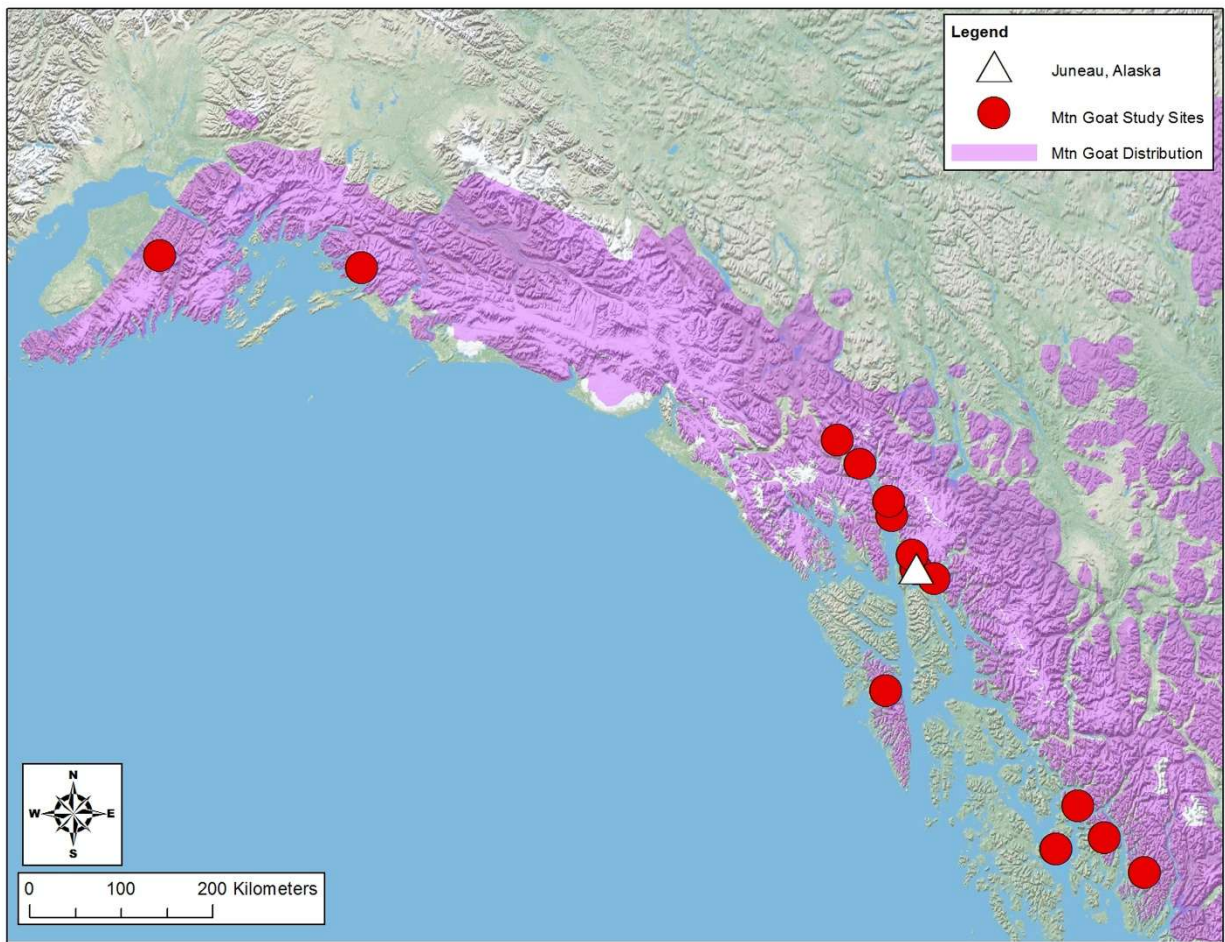 Legend
Juneau, Alaska
Mtn Goat Study Sites
Mtn Goat Distribution
N
W E
S
0 100 200 Kilometers